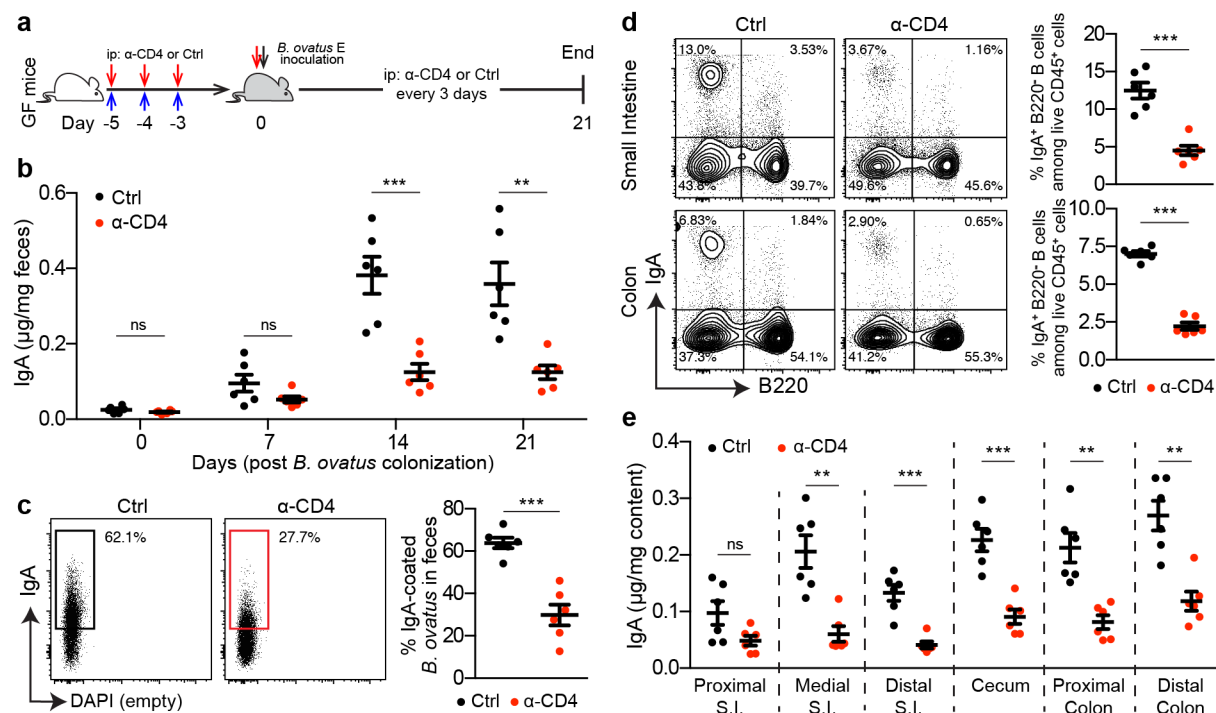 a
GF mice
ip: α-CD4 or Ctrl
B. ovatus E
inoculation
ip: α-CD4 or Ctrl
every 3 days
End
Day -5 -4 -3 0 21
b
IgA (µg/mg feces)
0.6
0.4
0.2
0.0
Ctrl
α-CD4
ns
ns
***
**
0 7 14 21
Days (post B. ovatus colonization)
c
Ctrl
α-CD4
62.1%
27.7%
IgA
DAPI (empty)
% IgA-coated
B. ovatus in feces
80
60
40
20
0
***
Ctrl α-CD4
d
Ctrl
α-CD4
Small Intestine
13.0% 3.53%
43.8% 39.7%
3.67% 1.16%
49.6% 45.6%
Colon
6.83% 1.84%
37.3% 54.1%
2.90% 0.65%
41.2% 55.3%
IgA
B220
% IgA⁺ B220⁻ B cells
among live CD45⁺ cells
20
15
10
5
0
***
% IgA⁺ B220⁻ B cells
among live CD45⁺ cells
10.0
7.5
5.0
2.5
0.0
***
Ctrl α-CD4
e
IgA (µg/mg content)
0.4
0.3
0.2
0.1
0.0
Ctrl α-CD4
ns
**
***
***
**
**
Proximal
S.I.
Medial
S.I.
Distal
S.I.
Cecum
Proximal
Colon
Distal
Colon